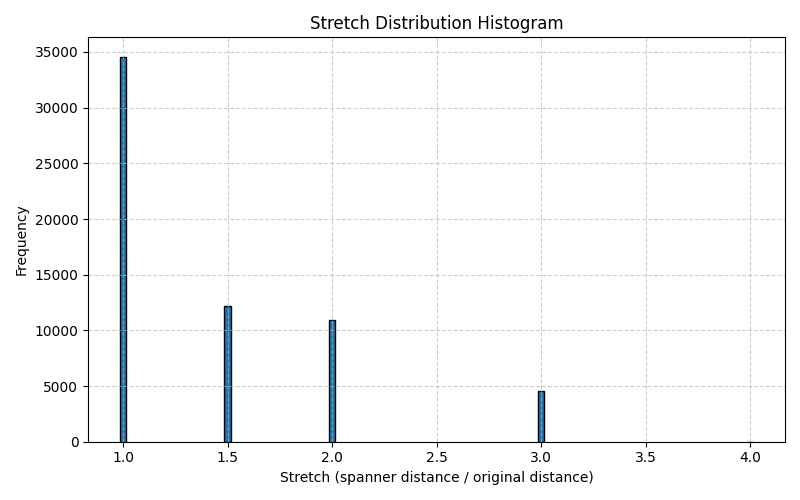 Stretch Distribution Histogram
Frequency
35000
30000
25000
20000
15000
10000
5000
0
1.0 1.5 2.0 2.5 3.0 3.5 4.0
Stretch (spanner distance / original distance)